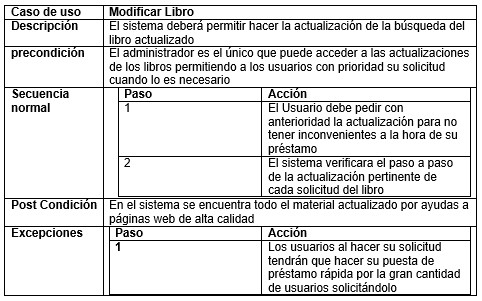 Caso de uso Modificar Libro
Descripción El sistema deberá permitir hacer la actualización de la búsqueda del
libro actualizado
precondición El administrador es el único que puede acceder a las actualizaciones
de los libros permitiendo a los usuarios con prioridad su solicitud
cuando lo es necesario
Secuencia Paso Acción
normal 1 El Usuario debe pedir con
anterioridad la actualización para no
tener inconvenientes a la hora de su
préstamo
2 El sistema verificara el paso a paso
de la actualización pertinente de
cada solicitud del libro
Post Condición En el sistema se encuentra todo el material actualizado por ayudas a
páginas web de alta calidad
Excepciones Paso Acción
1 Los usuarios al hacer su solicitud
tendrán que hacer su puesta de
préstamo rápida por la gran cantidad
de usuarios solicitándolo